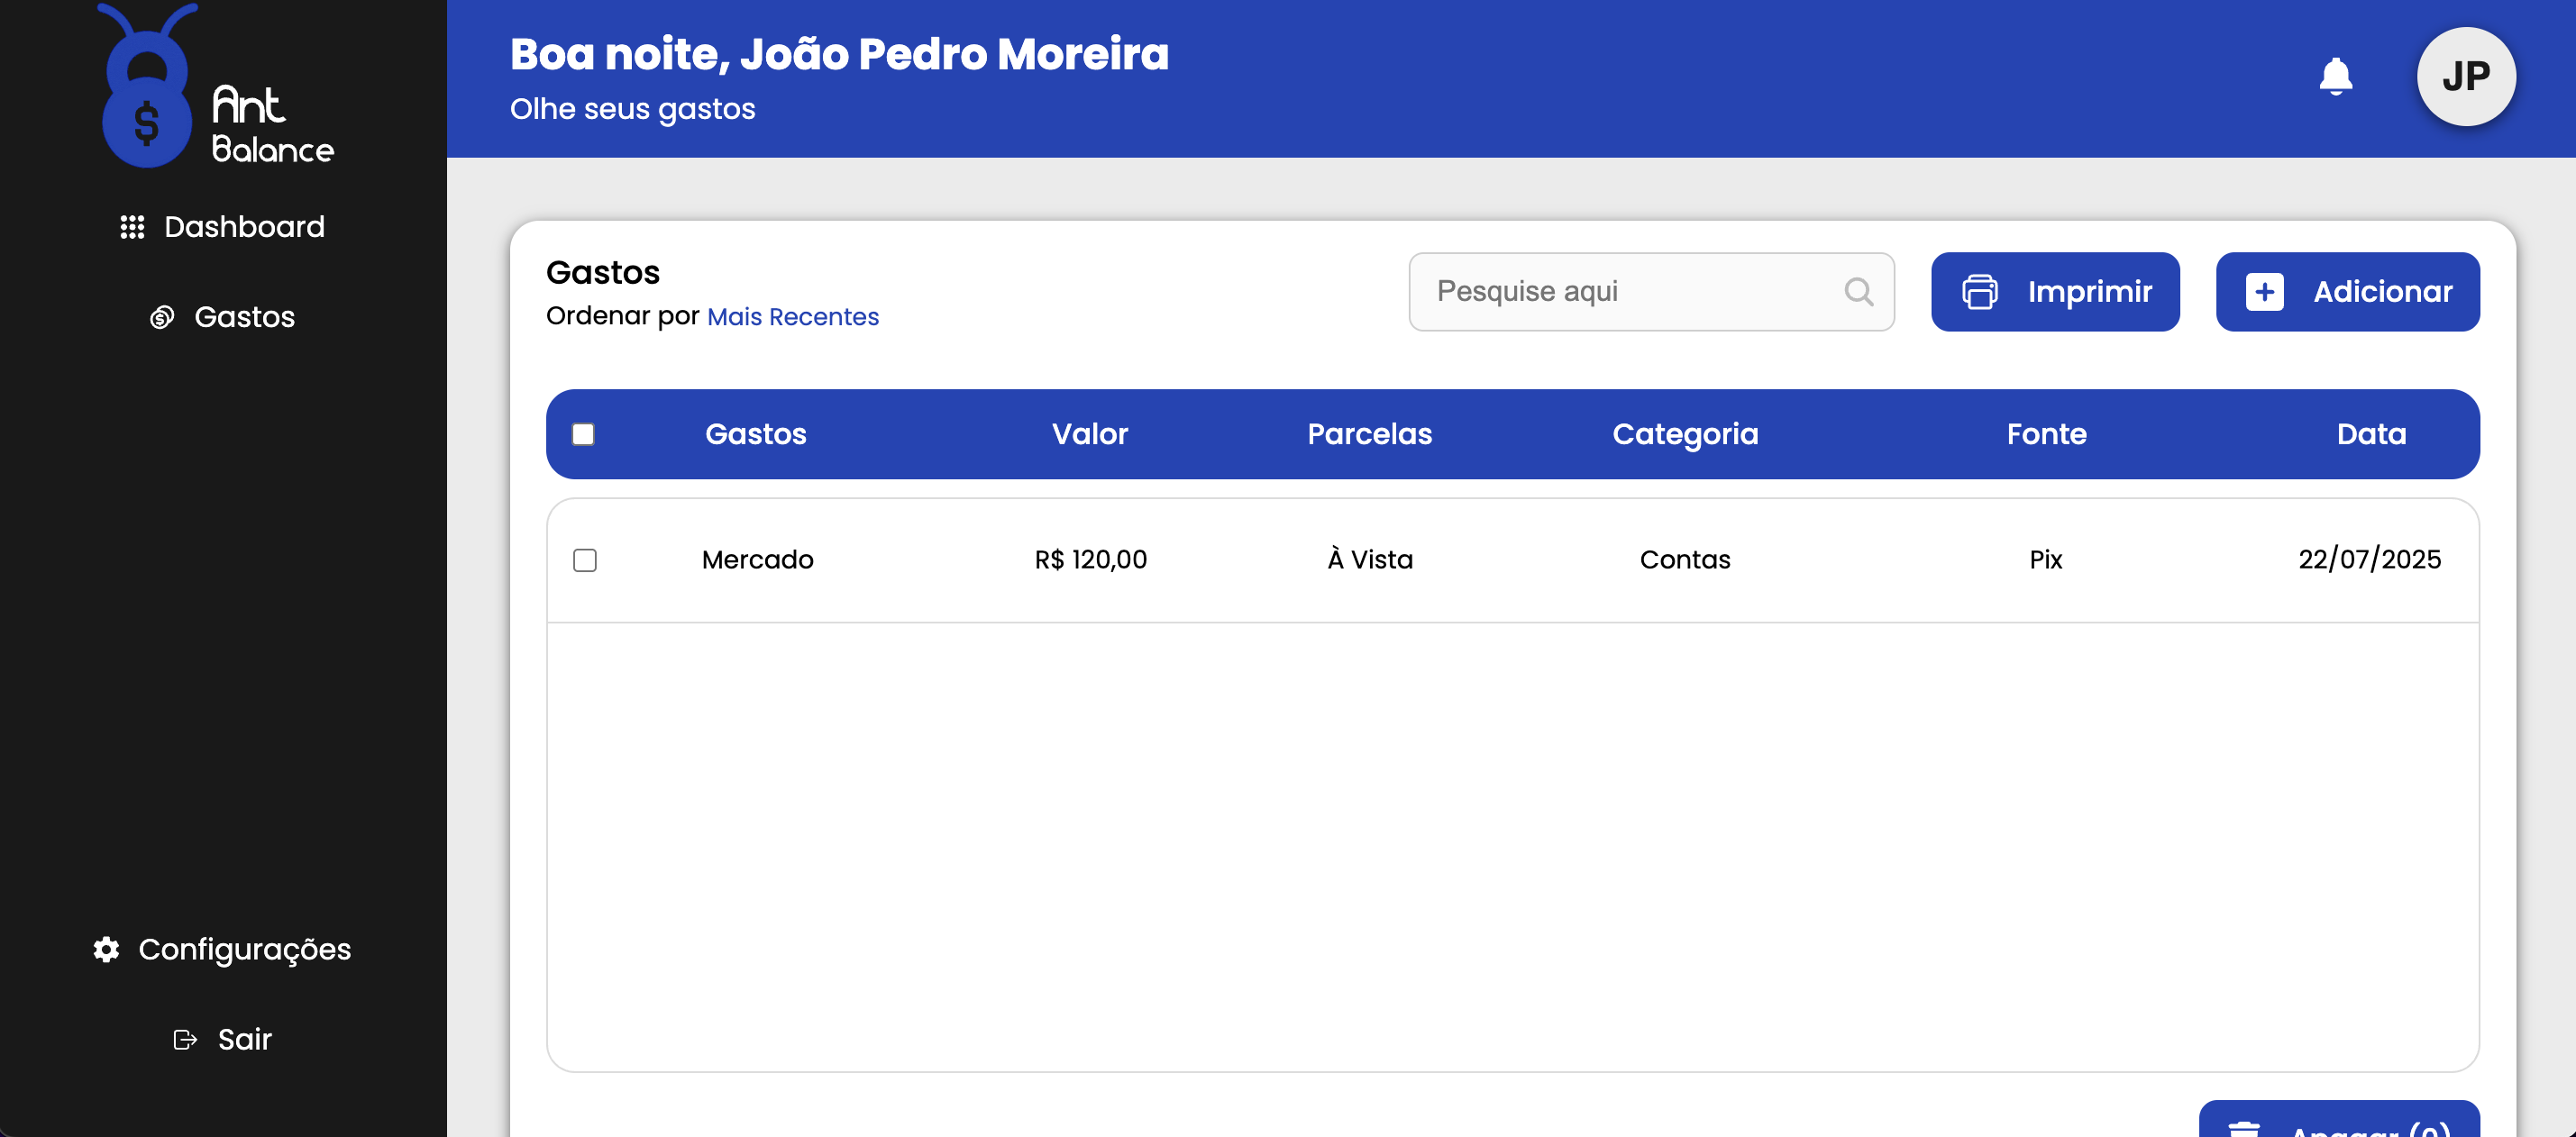 Ant
Balance
Dashboard
Gastos
Configurações
Sair
Boa noite, João Pedro Moreira
Olhe seus gastos
JP
Gastos
Ordenar por Mais Recentes
Pesquise aqui
Imprimir
Adicionar
Gastos Valor Parcelas Categoria Fonte Data
Mercado R$ 120,00 À Vista Contas Pix 22/07/2025
Apagar (0)